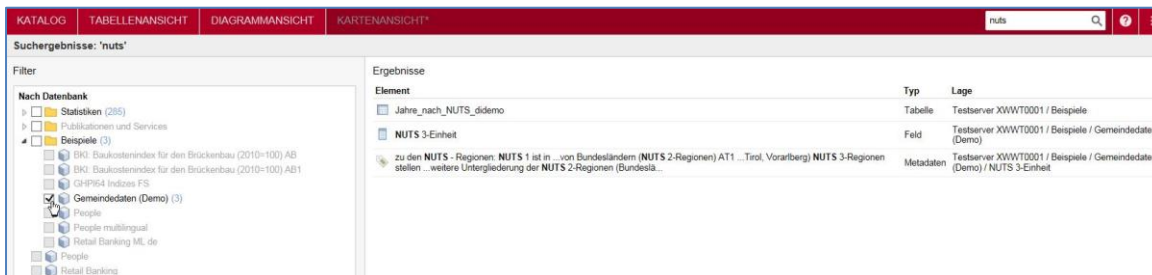 KATALOG TABELLENANSICHT DIAGRAMMANSICHT KARTENANSICHT* nuts
Suchergebnisse: 'nuts'
Filter
Nach Datenbank
Statistiken (285)
Publikationen und Services
Beispiele (3)
BKI: Baukostenindex für den Brückenbau (2010=100) AB
BKI: Baukostenindex für den Brückenbau (2010=100) AB1
GHPI64 Indizes FS
Gemeindedaten (Demo) (3)
People
People multilingual
Retail Banking ML de
People
Retail Banking
Ergebnisse
Element Typ Lage
Jahre_nach_NUTS_didemo Tabelle Testserver XWWT0001 / Beispiele
NUTS 3-Einheit Feld Testserver XWWT0001 / Beispiele / Gemeindedate
(Demo)
zu den NUTS - Regionen: NUTS 1 ist in ...von Bundesländern (NUTS 2-Regionen) AT1 ...Tirol, Vorarlberg) NUTS 3-Regionen Metadaten Testserver XWWT0001 / Beispiele / Gemeindedate
stellen ...weitere Untergliederung der NUTS 2-Regionen (Bundeslä... (Demo) / NUTS 3-Einheit